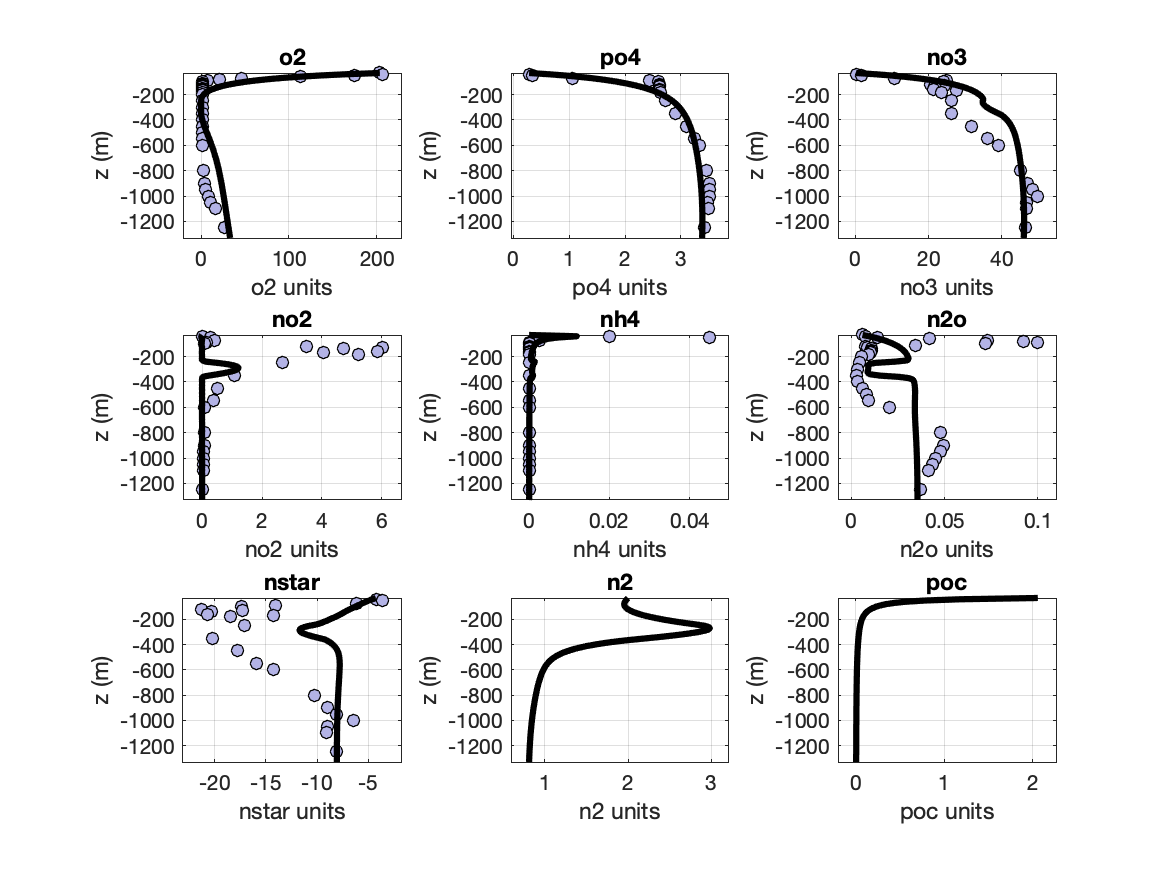 o2 po4 no3
-200 -200 -200
-400 -400 -400
-600 -600 -600
-800 -800 -800
-1000 -1000 -1000
-1200 -1200 -1200
z (m) z (m) z (m)
0 100 200 0 1 2 3 0 20 40
o2 units po4 units no3 units
no2 nh4 n2o
-200 -200 -200
-400 -400 -400
-600 -600 -600
-800 -800 -800
-1000 -1000 -1000
-1200 -1200 -1200
z (m) z (m) z (m)
0 2 4 6 0 0.02 0.04 0 0.05 0.1
no2 units nh4 units n2o units
nstar n2 poc
-200 -200 -200
-400 -400 -400
-600 -600 -600
-800 -800 -800
-1000 -1000 -1000
-1200 -1200 -1200
z (m) z (m) z (m)
-20 -15 -10 -5 1 2 3 0 1 2
nstar units n2 units poc units